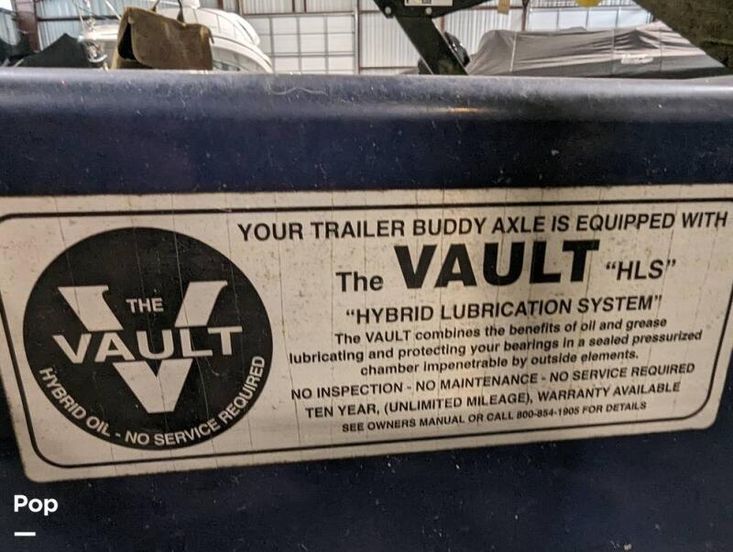 YOUR TRAILER BUDDY AXLE IS EQUIPPED WITH
The VAULT "HLS"
"HYBRID LUBRICATION SYSTEM"
The VAULT combines the benefits of oil and grease
lubricating and protecting your bearings in a sealed pressurized
chamber impenetrable by outside elements.
NO INSPECTION - NO MAINTENANCE - NO SERVICE REQUIRED
TEN YEAR, (UNLIMITED MILEAGE), WARRANTY AVAILABLE
SEE OWNERS MANUAL OR CALL 800-854-1905 FOR DETAILS
THE
VAULT
V
HYBRID OIL - NO SERVICE REQUIRED
Pop